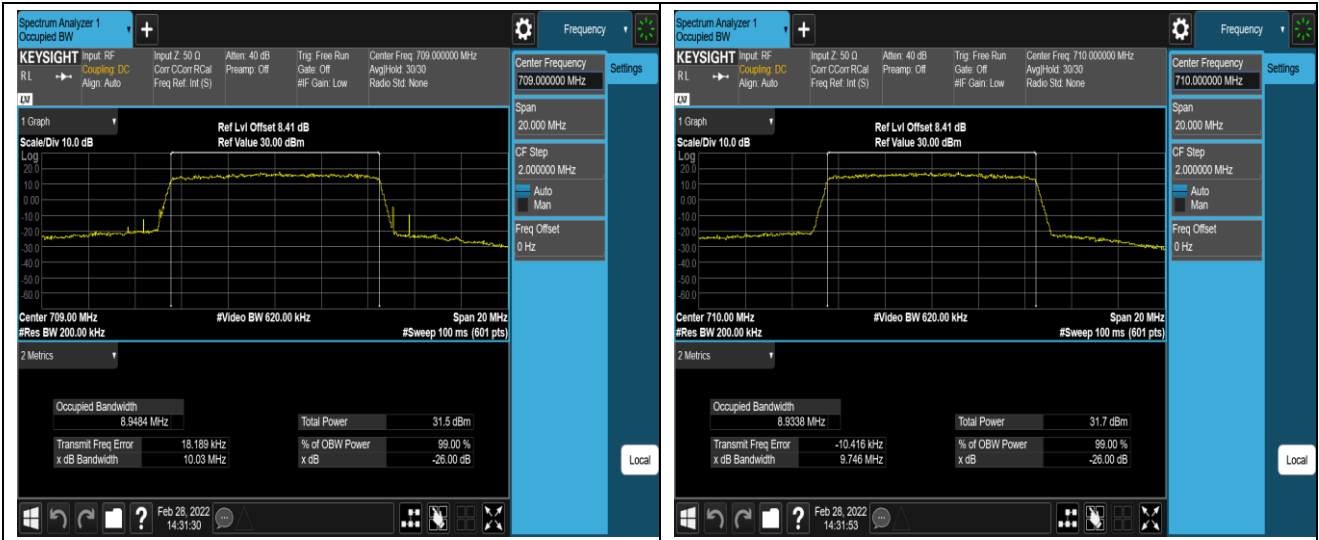 Spectrum Analyzer 1
Occupied BW
+
Frequency
KEYSIGHT
RL
LXI
Input: RF
Coupling: DC
Align: Auto
Input Z: 50 Ω
Corr CCorr RCal
Freq Ref: Int (S)
Atten: 40 dB
Preamp: Off
Trig: Free Run
Gate: Off
#IF Gain: Low
Center Freq: 709.000000 MHz
Avg|Hold: 30/30
Radio Std: None
Center Frequency
709.000000 MHz
Settings
Span
20.000 MHz
CF Step
2.000000 MHz
Auto
Man
Freq Offset
0 Hz
1 Graph
Scale/Div 10.0 dB
Ref Lvl Offset 8.41 dB
Ref Value 30.00 dBm
Log
20.0
10.0
0.00
-10.0
-20.0
-30.0
-40.0
-50.0
-60.0
Center 709.00 MHz
#Res BW 200.00 kHz
#Video BW 620.00 kHz
Span 20 MHz
#Sweep 100 ms (601 pts)
2 Metrics
Occupied Bandwidth
8.9484 MHz
Total Power 31.5 dBm
Transmit Freq Error 18.189 kHz
% of OBW Power 99.00 %
x dB Bandwidth 10.03 MHz
x dB -26.00 dB
Local
?
Feb 28, 2022
14:31:30
Spectrum Analyzer 1
Occupied BW
+
Frequency
KEYSIGHT
RL
LXI
Input: RF
Coupling: DC
Align: Auto
Input Z: 50 Ω
Corr CCorr RCal
Freq Ref: Int (S)
Atten: 40 dB
Preamp: Off
Trig: Free Run
Gate: Off
#IF Gain: Low
Center Freq: 710.000000 MHz
Avg|Hold: 30/30
Radio Std: None
Center Frequency
710.000000 MHz
Settings
Span
20.000 MHz
CF Step
2.000000 MHz
Auto
Man
Freq Offset
0 Hz
1 Graph
Scale/Div 10.0 dB
Ref Lvl Offset 8.41 dB
Ref Value 30.00 dBm
Log
20.0
10.0
0.00
-10.0
-20.0
-30.0
-40.0
-50.0
-60.0
Center 710.00 MHz
#Res BW 200.00 kHz
#Video BW 620.00 kHz
Span 20 MHz
#Sweep 100 ms (601 pts)
2 Metrics
Occupied Bandwidth
8.9338 MHz
Total Power 31.7 dBm
Transmit Freq Error -10.416 kHz
% of OBW Power 99.00 %
x dB Bandwidth 9.746 MHz
x dB -26.00 dB
Local
?
Feb 28, 2022
14:31:53